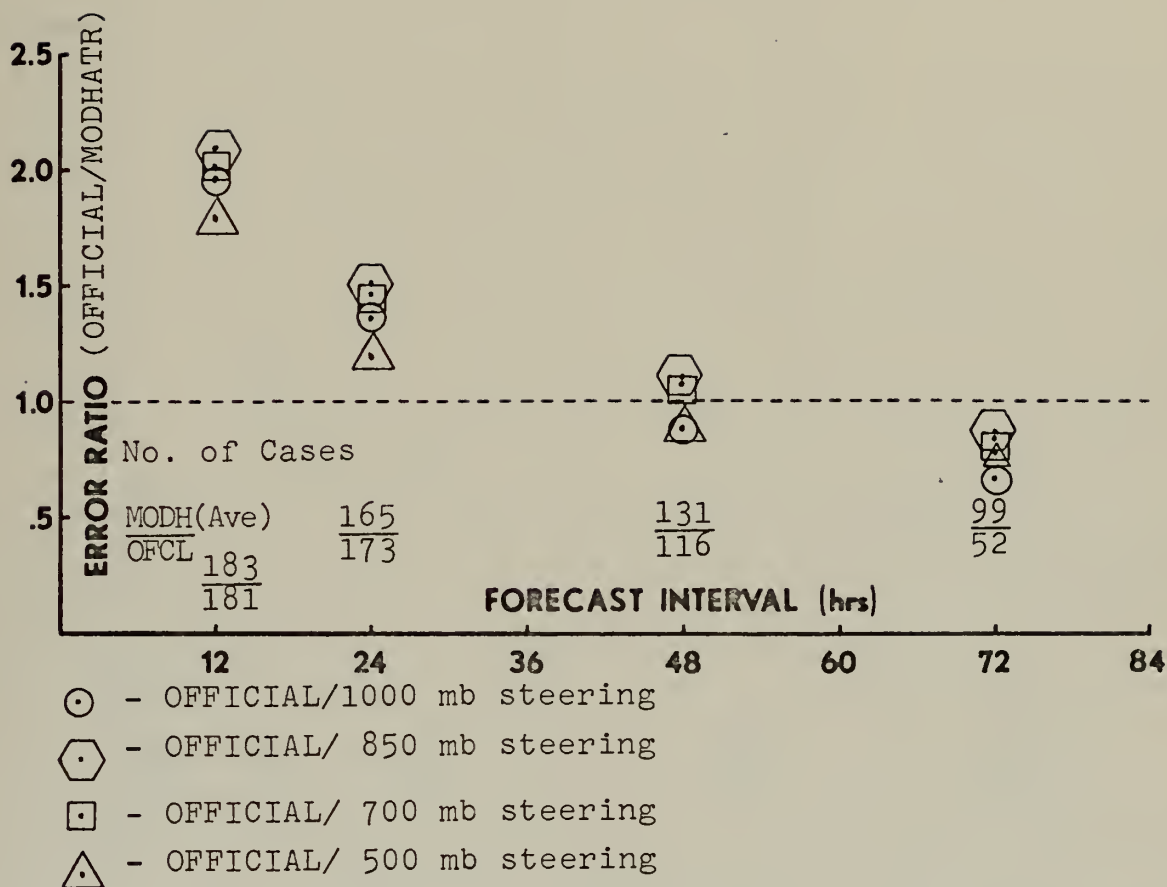 ERROR RATIO (OFFICIAL/MODHATR)
2.5
2.0
1.5
1.0
.5
No. of Cases
MODH(Ave)
OFCL
183
181
165
173
131
116
99
52
FORECAST INTERVAL (hrs)
12 24 36 48 60 72 84
- OFFICIAL/1000 mb steering
- OFFICIAL/ 850 mb steering
- OFFICIAL/ 700 mb steering
- OFFICIAL/ 500 mb steering